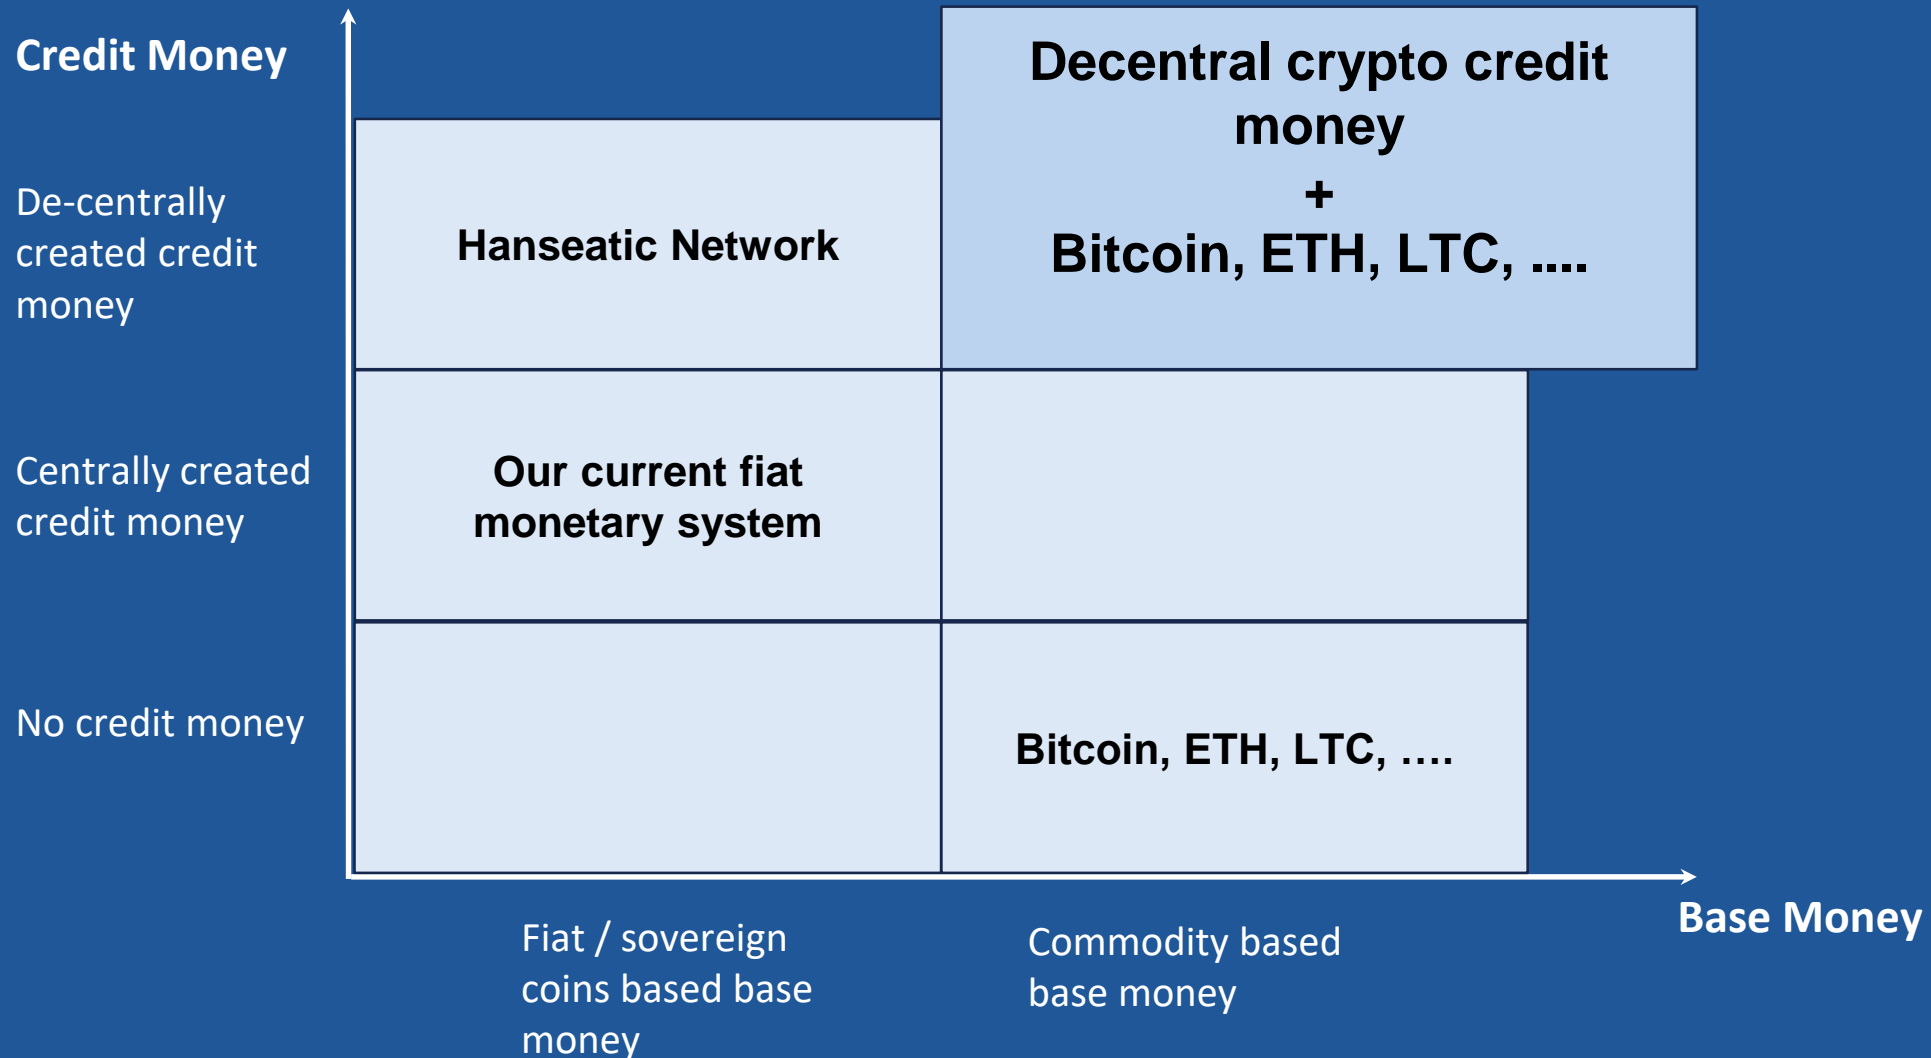 Credit Money
Decentral crypto credit
money
+
Bitcoin, ETH, LTC, ....
De-centrally
created credit
money
Hanseatic Network
Centrally created
credit money
Our current fiat
monetary system
No credit money
Bitcoin, ETH, LTC, ….
Base Money
Fiat / sovereign
coins based base
money
Commodity based
base money